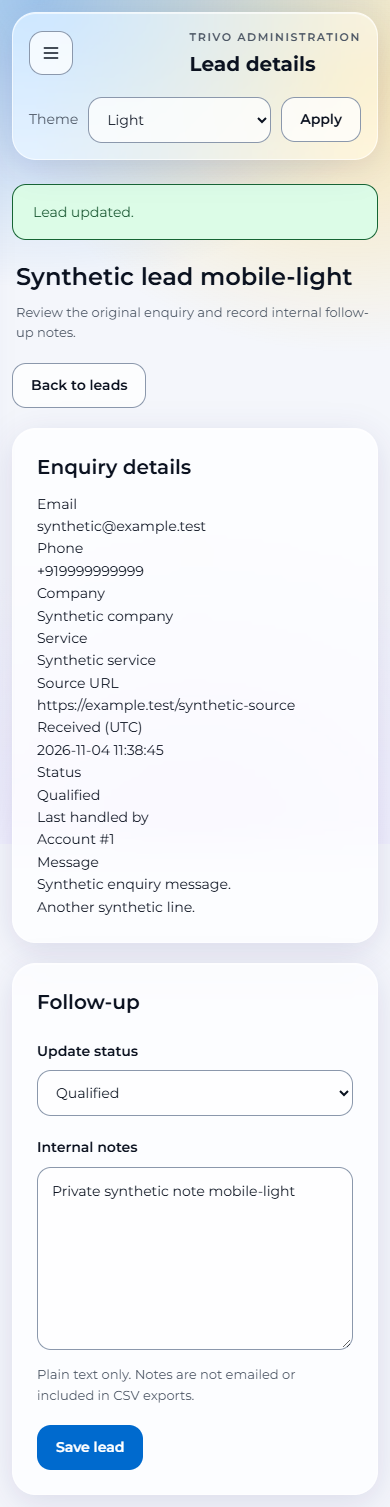 TRIVO ADMINISTRATION
Lead details
Theme
Light
Apply
Lead updated.
Synthetic lead mobile-light
Review the original enquiry and record internal follow-
up notes.
Back to leads
Enquiry details
Email
synthetic@example.test
Phone
+919999999999
Company
Synthetic company
Service
Synthetic service
Source URL
https://example.test/synthetic-source
Received (UTC)
2026-11-04 11:38:45
Status
Qualified
Last handled by
Account #1
Message
Synthetic enquiry message.
Another synthetic line.
Follow-up
Update status
Qualified
Internal notes
Private synthetic note mobile-light
Plain text only. Notes are not emailed or
included in CSV exports.
Save lead